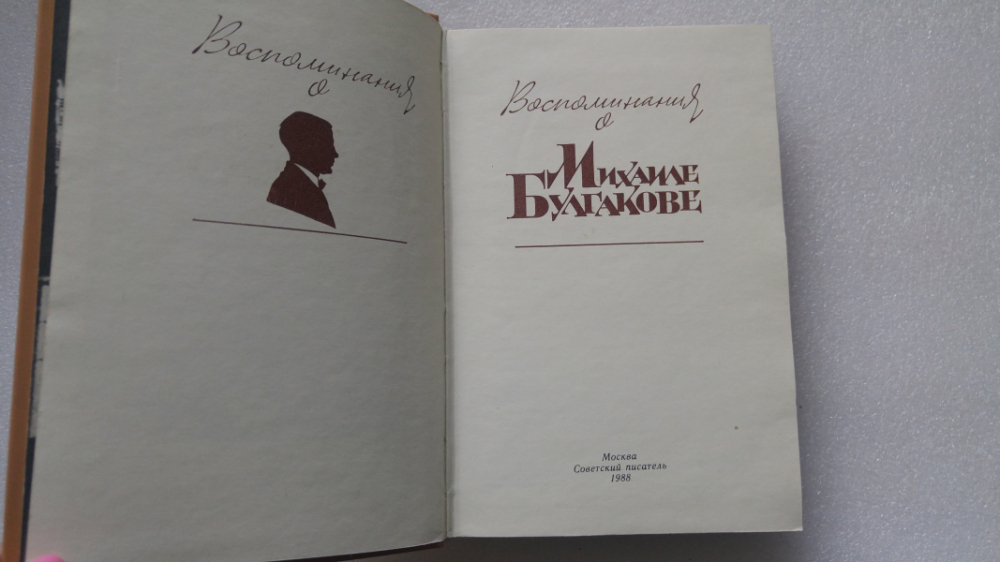 Воспоминания
о
Воспоминания
о
Михаиле
Булгакове
Москва
Советский писатель
1988